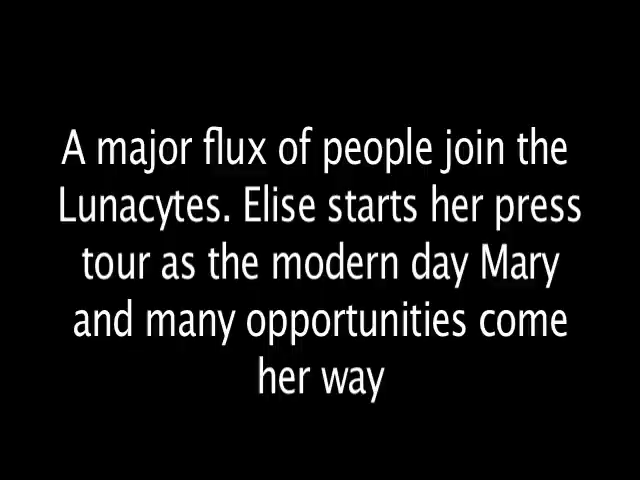 A major flux of people join the
Lunacytes. Elise starts her press
tour as the modern day Mary
and many opportunities come
her way